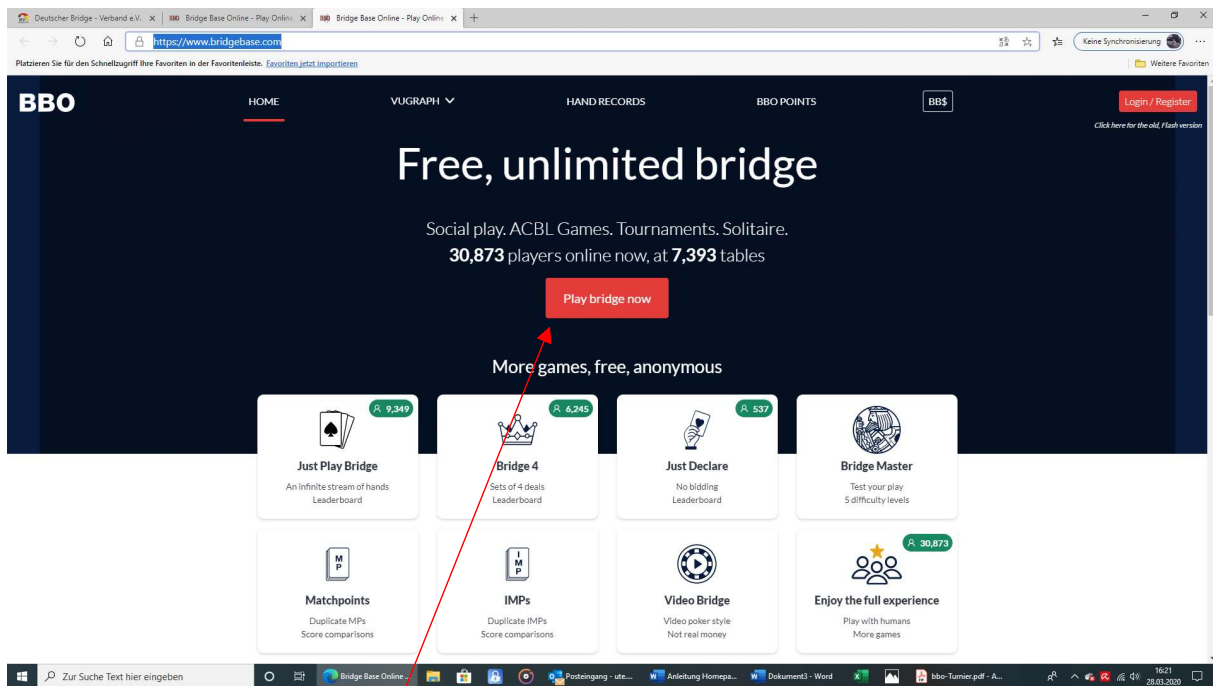 Deutscher Bridge - Verband e.V.
BBO Bridge Base Online - Play Online
BBO Bridge Base Online - Play Online
https://www.bridgebase.com
Keine Synchronisierung
Platzieren Sie für den Schnellzugriff Ihre Favoriten in der Favoritenleiste. Favoriten jetzt importieren
Weitere Favoriten
BBO
HOME
VUGRAPH
HAND RECORDS
BBO POINTS
BB$
Login / Register
Click here for the old, Flash version
Free, unlimited bridge
Social play. ACBL Games. Tournaments. Solitaire.
30,873 players online now, at 7,393 tables
Play bridge now
More games, free, anonymous
9,349
Just Play Bridge
An infinite stream of hands
Leaderboard
6,245
Bridge 4
Sets of 4 deals
Leaderboard
537
Just Declare
No bidding
Leaderboard
Bridge Master
Test your play
5 difficulty levels
M
P
Matchpoints
Duplicate MPs
Score comparisons
I
M
P
IMPs
Duplicate IMPs
Score comparisons
Video Bridge
Video poker style
Not real money
30,873
Enjoy the full experience
Play with humans
More games
Zur Suche Text hier eingeben
Bridge Base Online ...
Posteingang - ute....
Anleitung Homepa...
Dokument3 - Word
bbo-Turnier.pdf - A...
16:21
28.03.2020